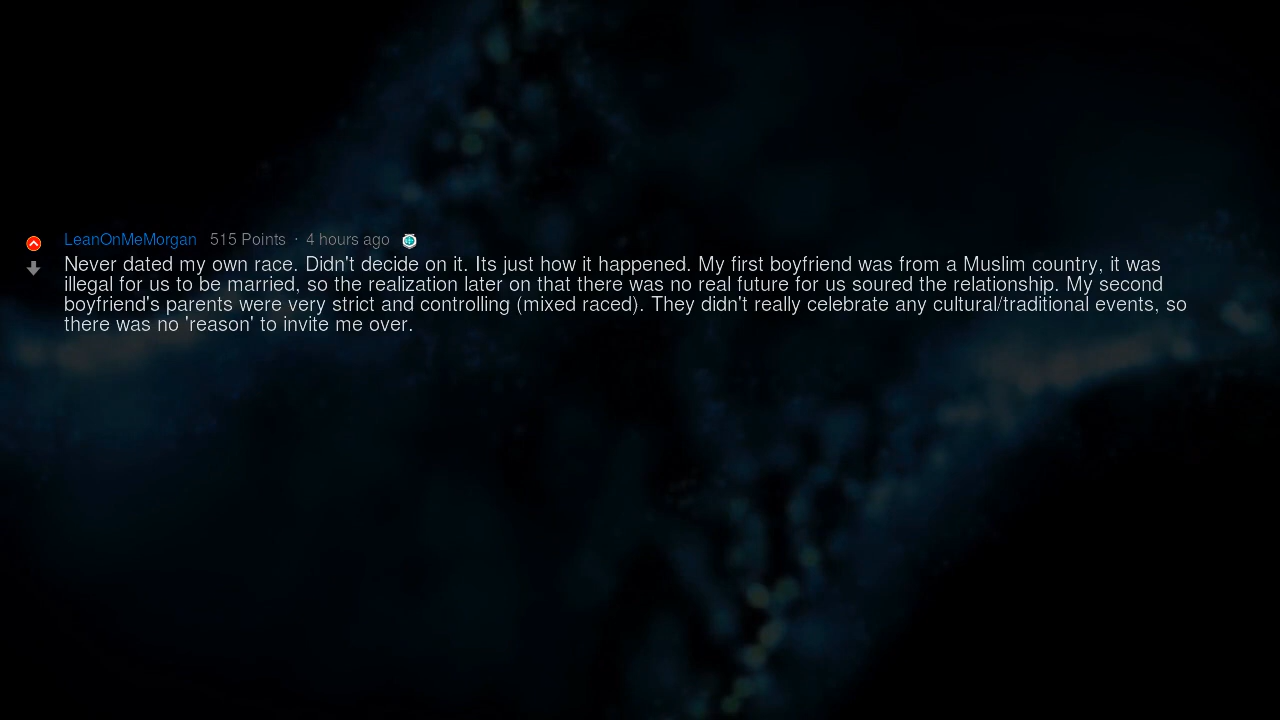 LeanOnMeMorgan 515 Points · 4 hours ago
Never dated my own race. Didn't decide on it. Its just how it happened. My first boyfriend was from a Muslim country, it was
illegal for us to be married, so the realization later on that there was no real future for us soured the relationship. My second
boyfriend's parents were very strict and controlling (mixed raced). They didn't really celebrate any cultural/traditional events, so
there was no 'reason' to invite me over.